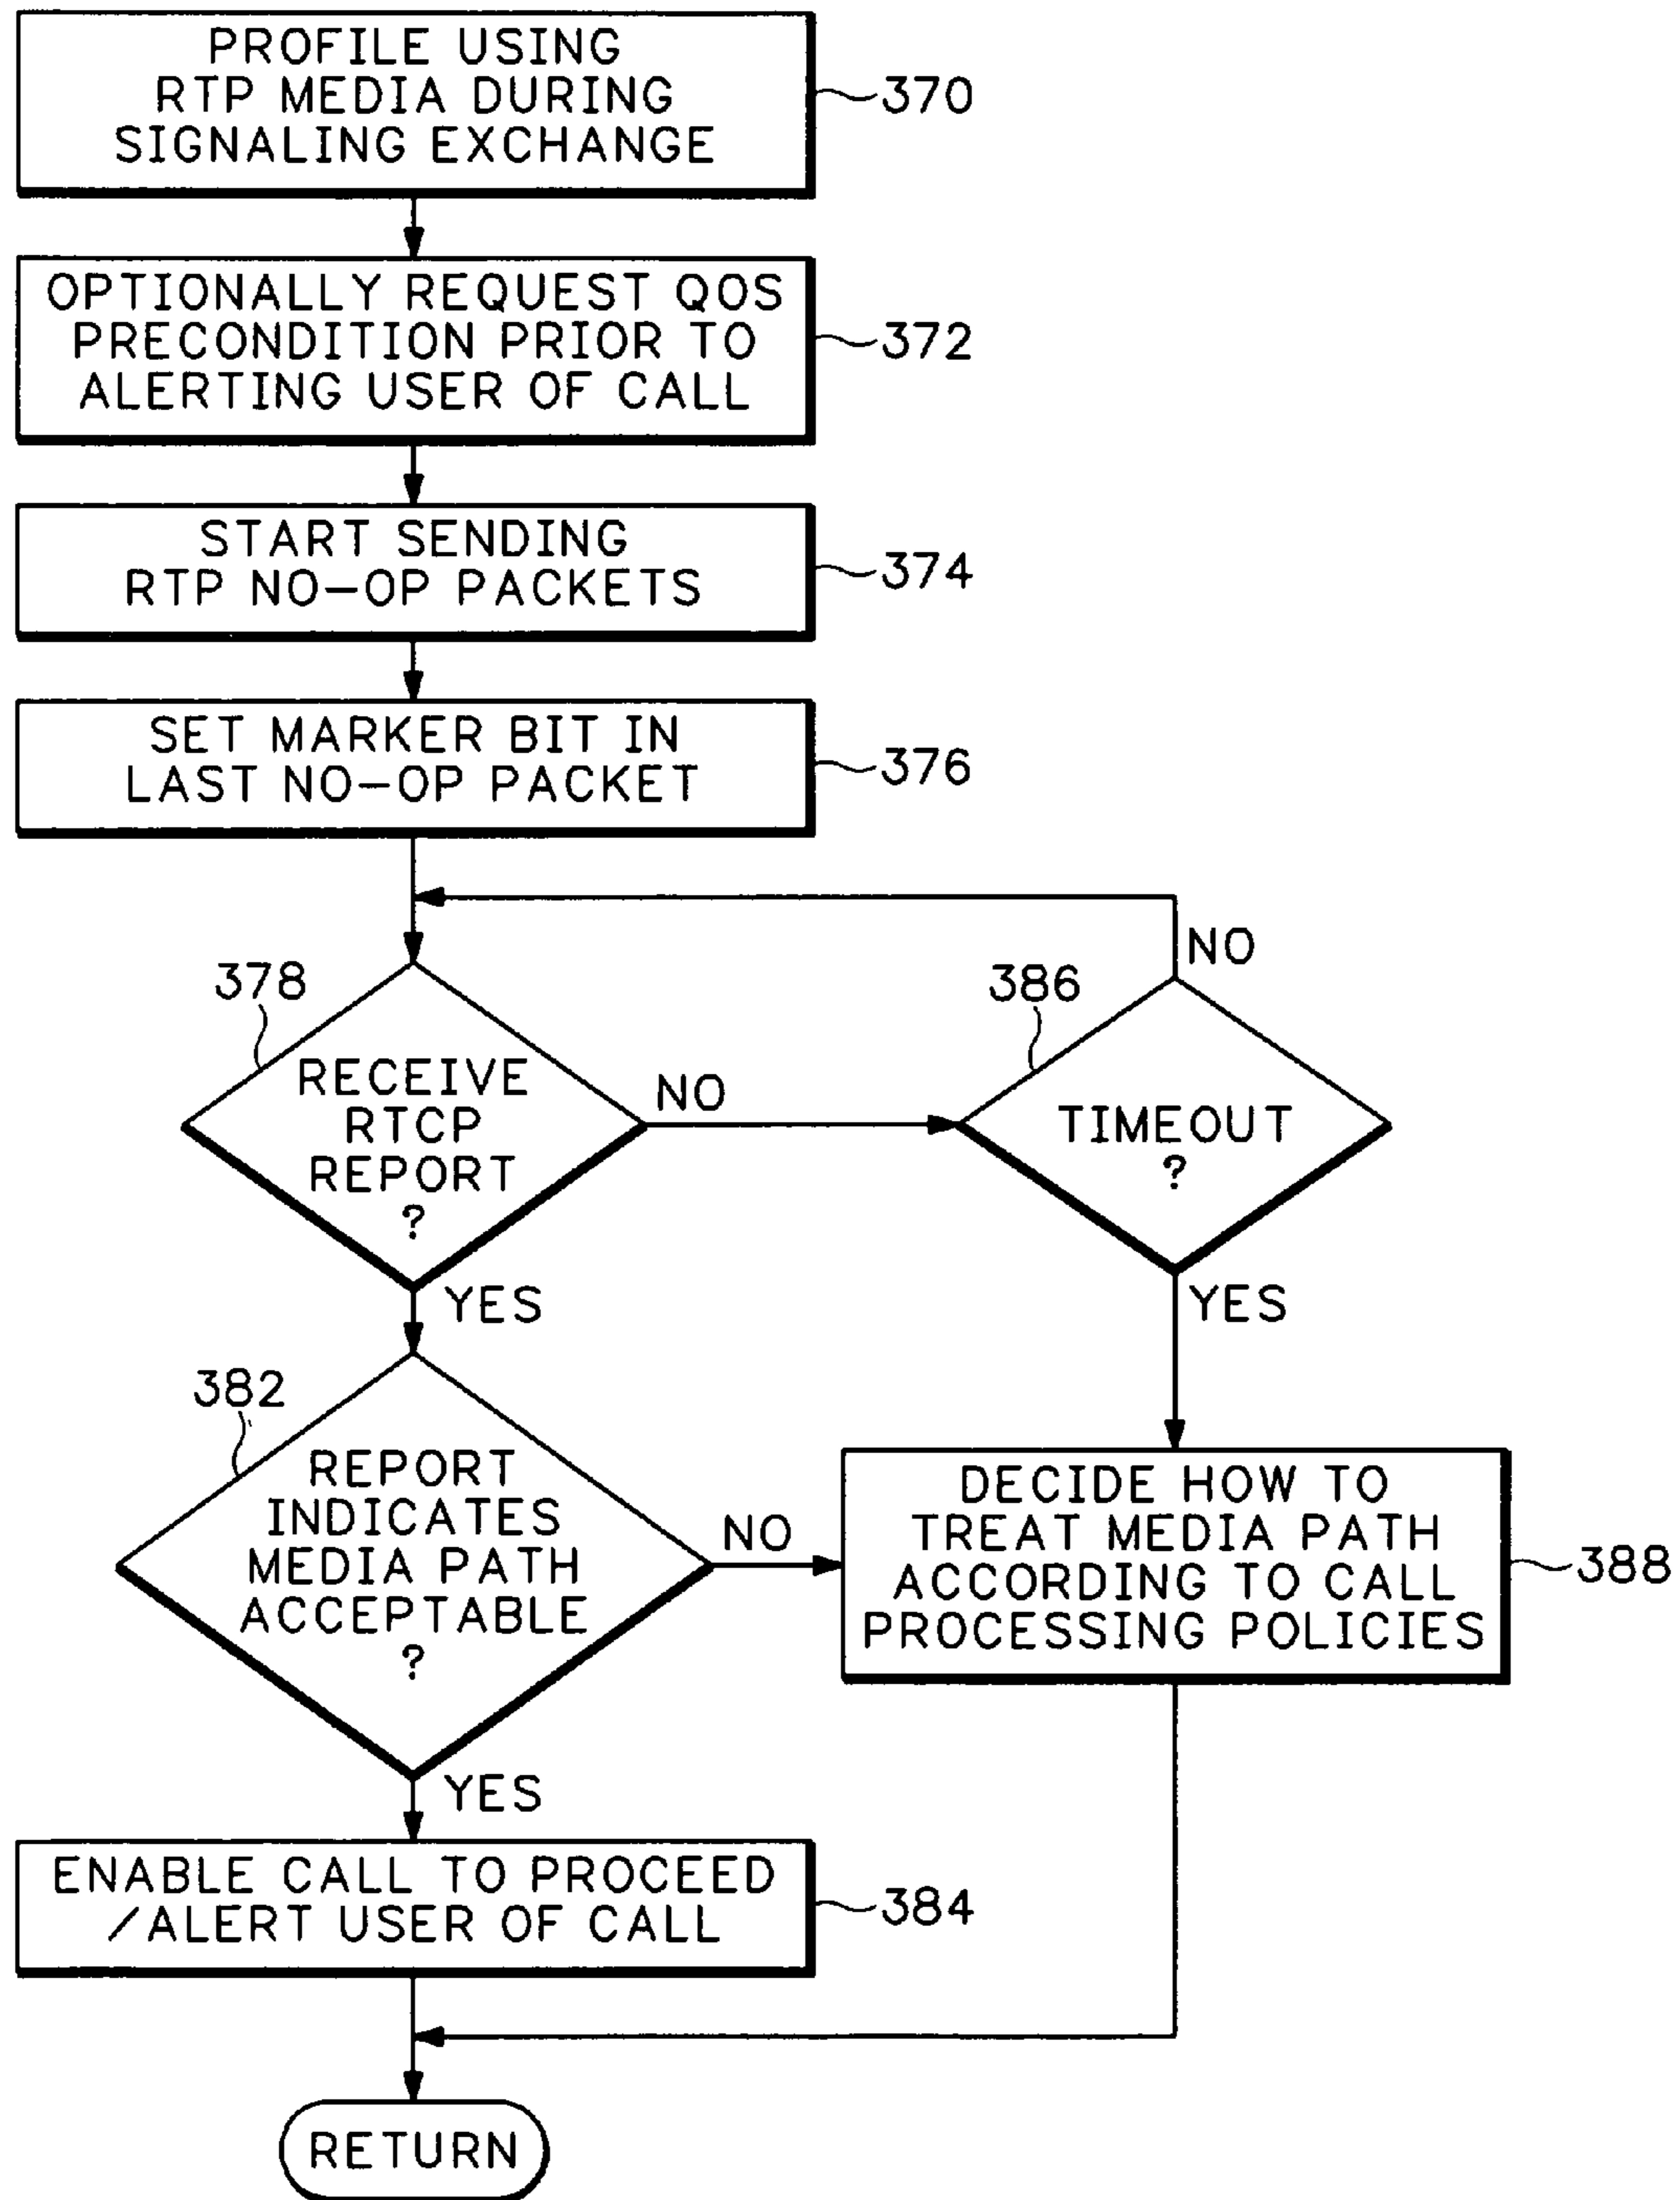 PROFILE USING
RTP MEDIA DURING
SIGNALING EXCHANGE
370
OPTIONALLY REQUEST QOS
PRECONDITION PRIOR TO
ALERTING USER OF CALL
372
START SENDING
RTP NO-OP PACKETS
374
SET MARKER BIT IN
LAST NO-OP PACKET
376
378
RECEIVE
RTCP
REPORT
?
NO
YES
386
TIMEOUT
?
NO
YES
382
REPORT
INDICATES
MEDIA PATH
ACCEPTABLE
?
NO
YES
DECIDE HOW TO
TREAT MEDIA PATH
ACCORDING TO CALL
PROCESSING POLICIES
388
ENABLE CALL TO PROCEED
/ALERT USER OF CALL
384
RETURN